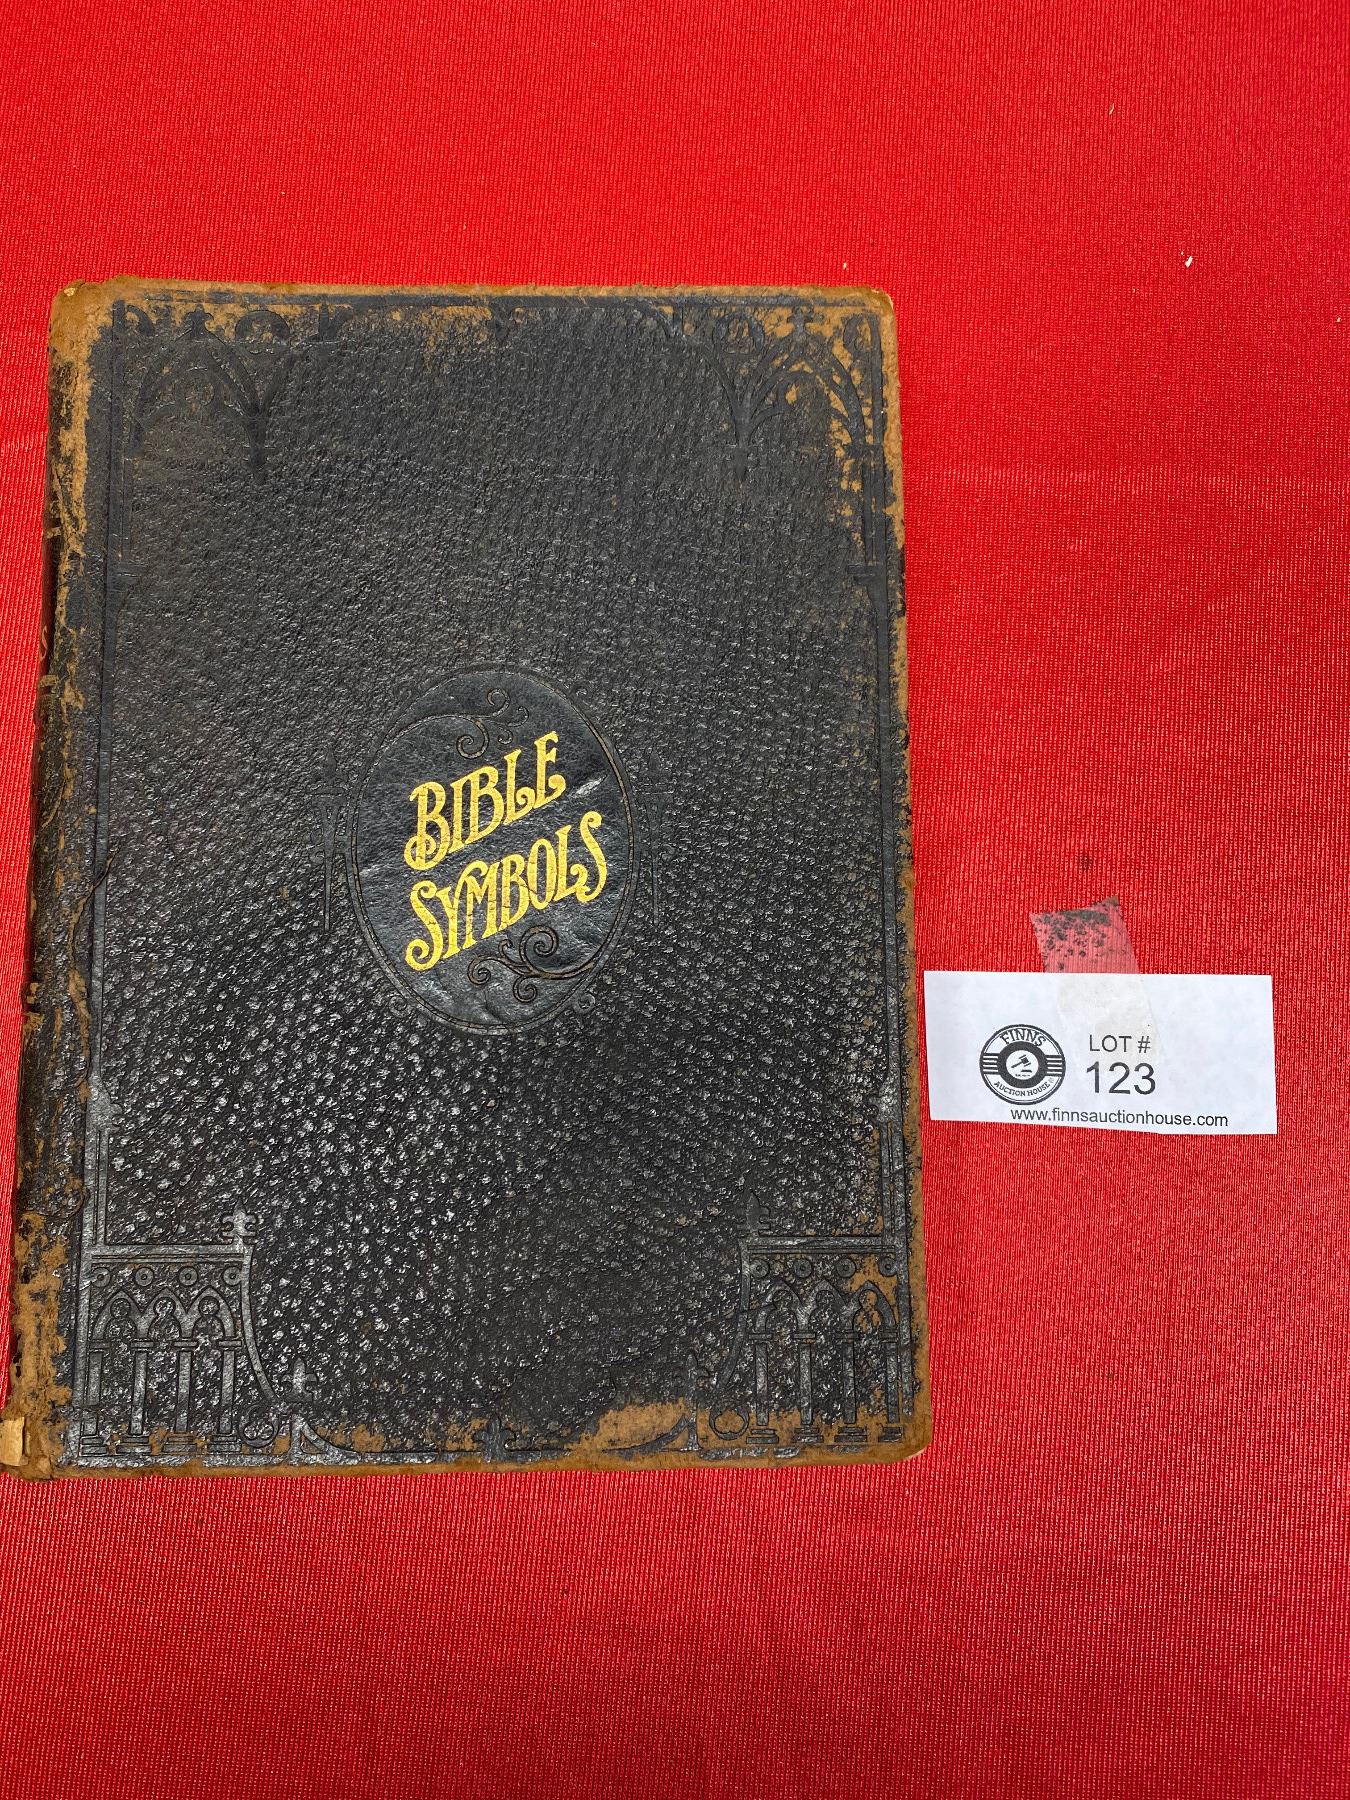 BIBLE
SYMBOLS
FINNS
AUCTION HOUSE
LOT #
123
www.finnsauctionhouse.com